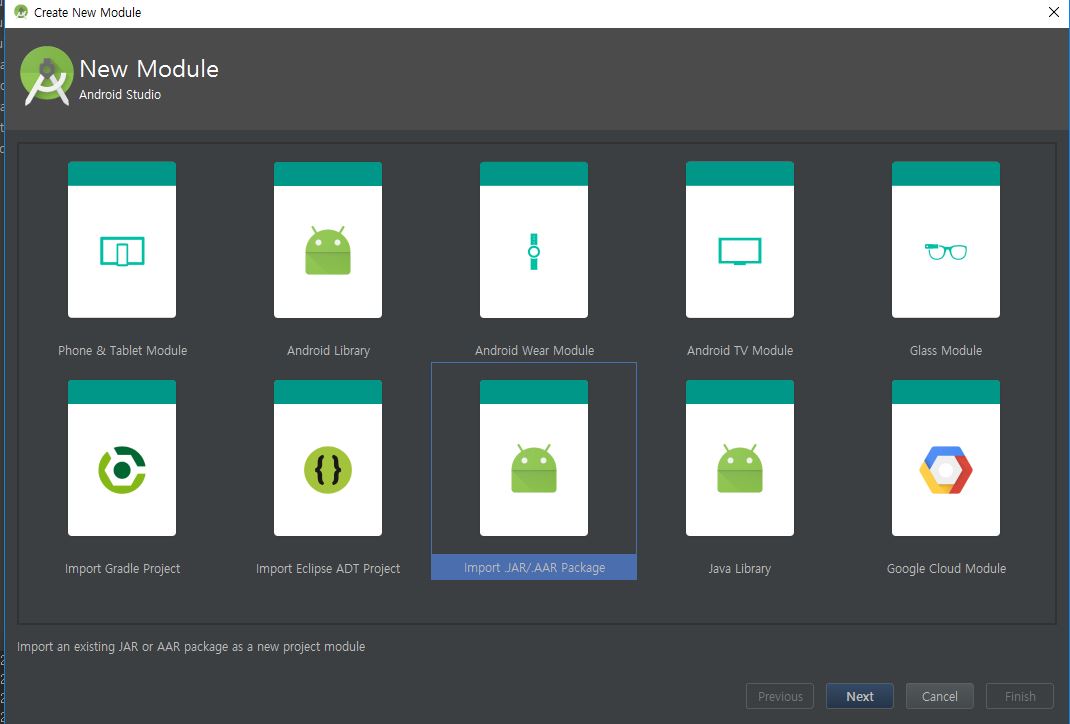 Create New Module
New Module
Android Studio
Phone & Tablet Module
Android Library
Android Wear Module
Android TV Module
Glass Module
Import Gradle Project
Import Eclipse ADT Project
Import .JAR/.AAR Package
Java Library
Google Cloud Module
Import an existing JAR or AAR package as a new project module
Previous
Next
Cancel
Finish